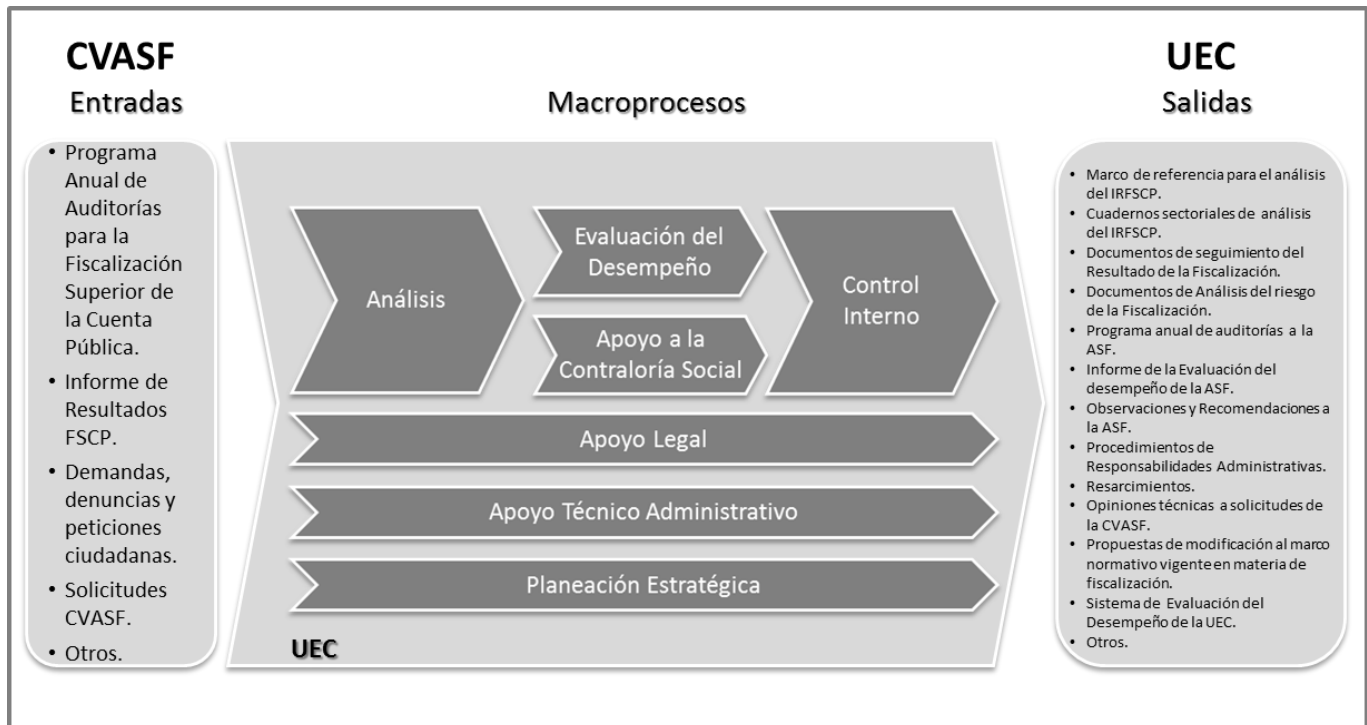 CVASF
Entradas
• Programa
Anual de
Auditorías
para la
Fiscalización
Superior de
la Cuenta
Pública.
• Informe de
Resultados
FSCP.
• Demandas,
denuncias y
peticiones
ciudadanas.
• Solicitudes
CVASF.
• Otros.
Macroprocesos
Análisis
Evaluación del
Desempeño
Apoyo a la
Contraloría Social
Control
Interno
Apoyo Legal
Apoyo Técnico Administrativo
Planeación Estratégica
UEC
UEC
Salidas
• Marco de referencia para el análisis
del IRFSCP.
• Cuadernos sectoriales de análisis
del IRFSCP.
• Documentos de seguimiento del
Resultado de la Fiscalización.
• Documentos de Análisis del riesgo
de la Fiscalización.
• Programa anual de auditorías a la
ASF.
• Informe de la Evaluación del
desempeño de la ASF.
• Observaciones y Recomendaciones a
la ASF.
• Procedimientos de
Responsabilidades Administrativas.
• Resarcimientos.
• Opiniones técnicas a solicitudes de
la CVASF.
• Propuestas de modificación al marco
normativo vigente en materia de
fiscalización.
• Sistema de Evaluación del
Desempeño de la UEC.
• Otros.